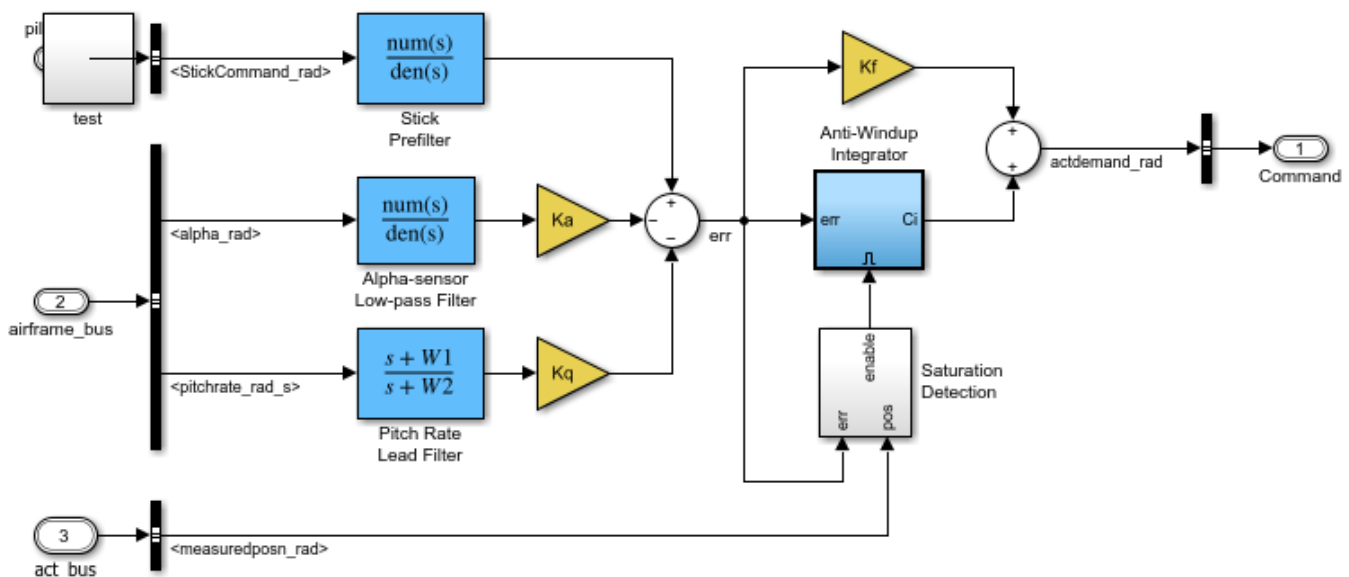 pil
test
<StickCommand_rad>
num(s)
den(s)
Stick
Prefilter
Kf
Anti-Windup
Integrator
+
+
actdemand_rad
1
Command
<alpha_rad>
num(s)
den(s)
Alpha-sensor
Low-pass Filter
Ka
+
−
−
err
err
Ci
2
airframe_bus
<pitchrate_rad_s>
s + W1
s + W2
Pitch Rate
Lead Filter
Kq
enable
err
pos
Saturation
Detection
3
act_bus
<measuredposn_rad>